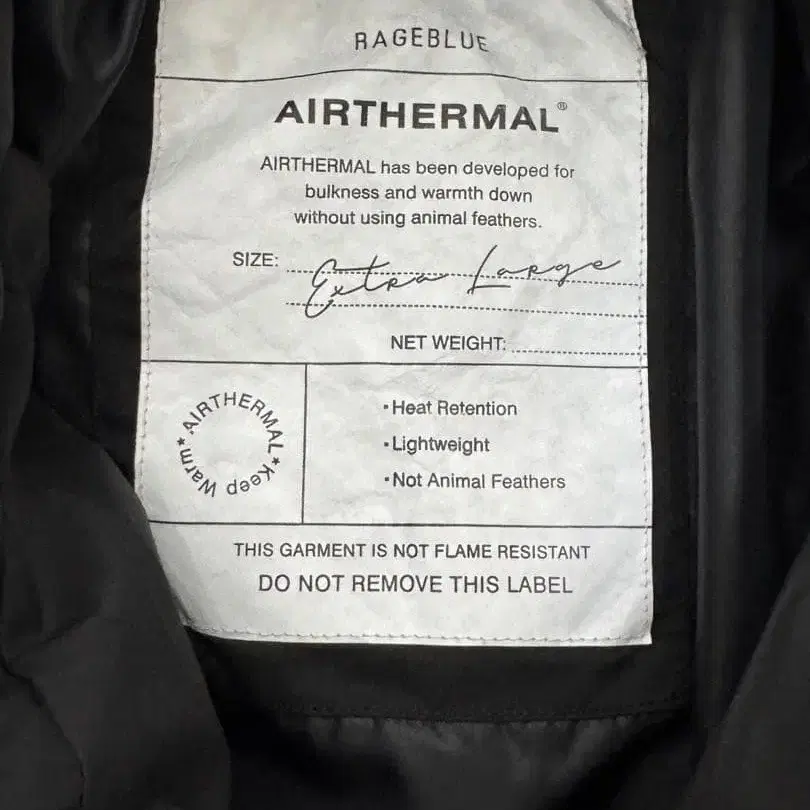 RAGEBLUE
AIRTHERMAL®
AIRTHERMAL has been developed for
bulkness and warmth down
without using animal feathers.
SIZE: Extra Large
NET WEIGHT:
AIRTHERMAL ★ Keep Warm ★
·Heat Retention
·Lightweight
·Not Animal Feathers
THIS GARMENT IS NOT FLAME RESISTANT
DO NOT REMOVE THIS LABEL